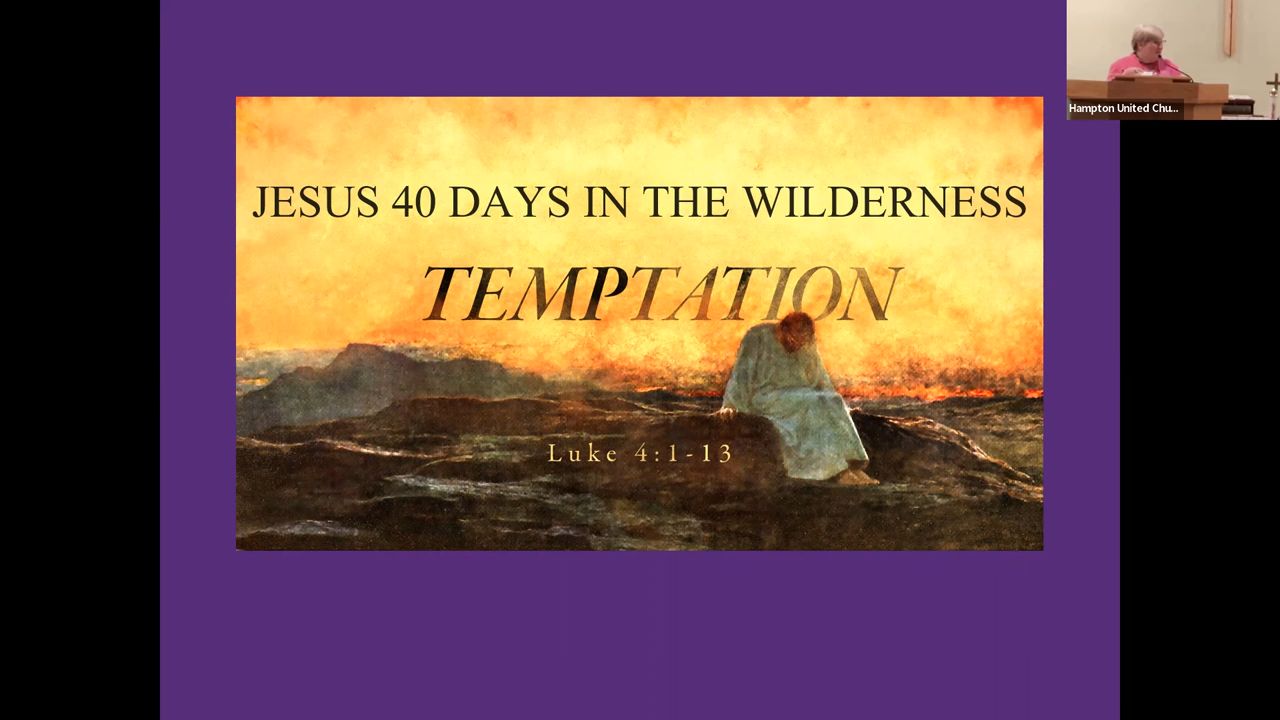 JESUS 40 DAYS IN THE WILDERNESS
TEMPTATION
Luke 4:1-13
Hampton United Chu...